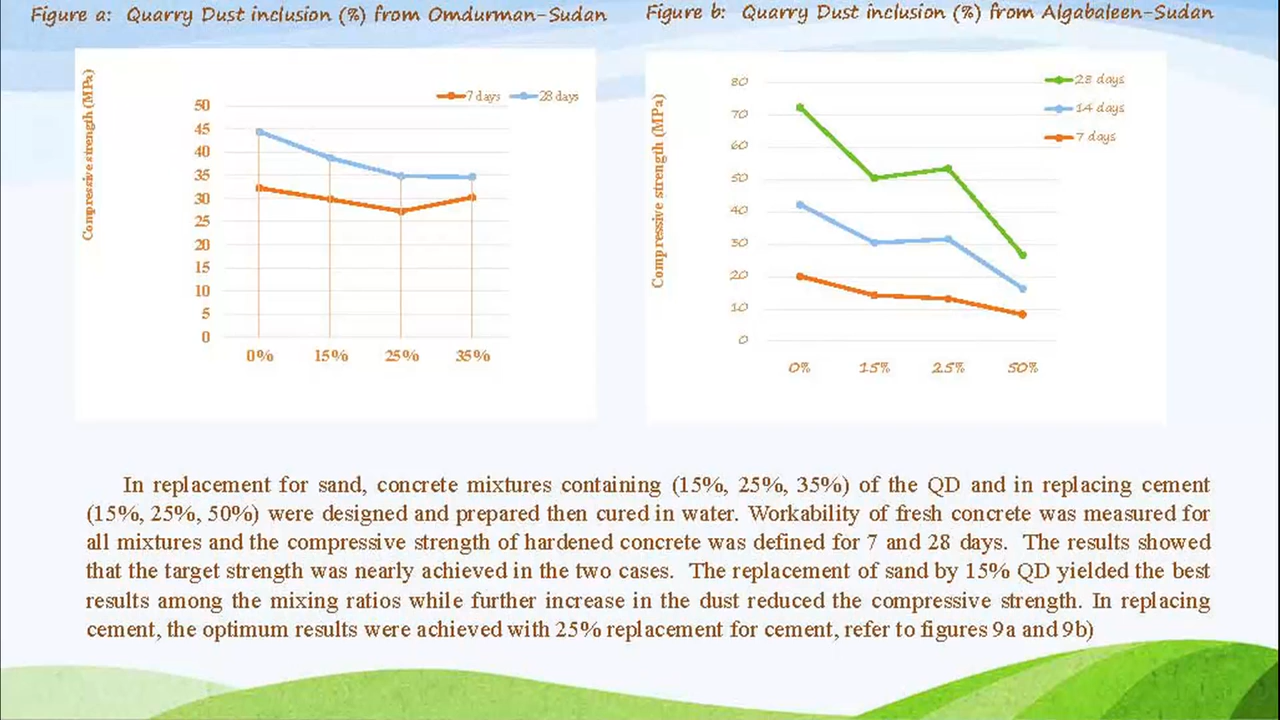 Figure a: Quarry Dust inclusion (%) from Omdurman-Sudan
Figure b: Quarry Dust inclusion (%) from Algabaleen-Sudan
Compressive strength (MPa)
7 days
28 days
50
45
40
35
30
25
20
15
10
5
0
0%
15%
25%
35%
Compressive strength (MPa)
28 days
14 days
7 days
80
70
60
50
40
30
20
10
0
0%
15%
25%
50%
In replacement for sand, concrete mixtures containing (15%, 25%, 35%) of the QD and in replacing cement
(15%, 25%, 50%) were designed and prepared then cured in water. Workability of fresh concrete was measured for
all mixtures and the compressive strength of hardened concrete was defined for 7 and 28 days. The results showed
that the target strength was nearly achieved in the two cases. The replacement of sand by 15% QD yielded the best
results among the mixing ratios while further increase in the dust reduced the compressive strength. In replacing
cement, the optimum results were achieved with 25% replacement for cement, refer to figures 9a and 9b)